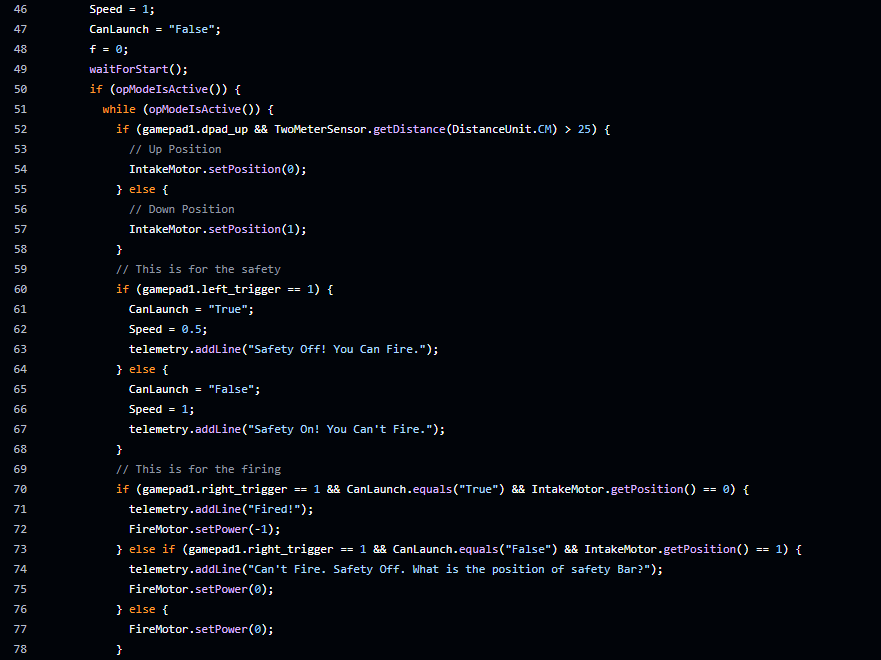 46 Speed = 1;
47 CanLaunch = "False";
48 f = 0;
49 waitForStart();
50 if (opModeIsActive()) {
51 while (opModeIsActive()) {
52 if (gamepad1.dpad_up && TwoMeterSensor.getDistance(DistanceUnit.CM) > 25) {
53 // Up Position
54 IntakeMotor.setPosition(0);
55 } else {
56 // Down Position
57 IntakeMotor.setPosition(1);
58 }
59 // This is for the safety
60 if (gamepad1.left_trigger == 1) {
61 CanLaunch = "True";
62 Speed = 0.5;
63 telemetry.addLine("Safety Off! You Can Fire.");
64 } else {
65 CanLaunch = "False";
66 Speed = 1;
67 telemetry.addLine("Safety On! You Can't Fire.");
68 }
69 // This is for the firing
70 if (gamepad1.right_trigger == 1 && CanLaunch.equals("True") && IntakeMotor.getPosition() == 0) {
71 telemetry.addLine("Fired!");
72 FireMotor.setPower(-1);
73 } else if (gamepad1.right_trigger == 1 && CanLaunch.equals("False") && IntakeMotor.getPosition() == 1) {
74 telemetry.addLine("Can't Fire. Safety Off. What is the position of safety Bar?");
75 FireMotor.setPower(0);
76 } else {
77 FireMotor.setPower(0);
78 }